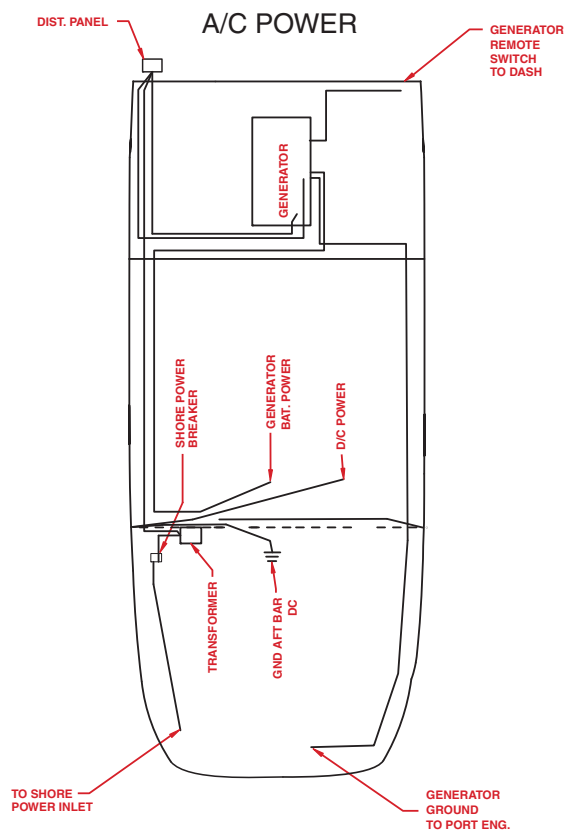 A/C POWER
DIST. PANEL
GENERATOR
REMOTE
SWITCH
TO DASH
GENERATOR
SHORE POWER
BREAKER
GENERATOR
BAT. POWER
D/C POWER
TRANSFORMER
GND AFT BAR
DC
TO SHORE
POWER INLET
GENERATOR
GROUND
TO PORT ENG.